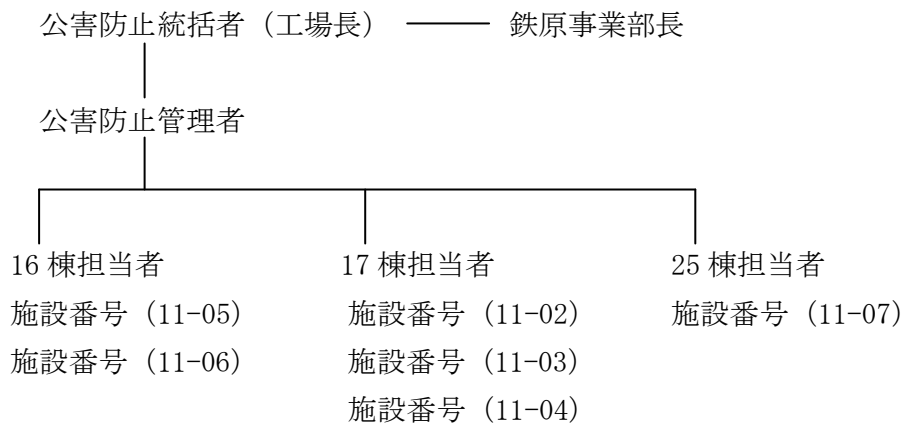 公害防止統括者（工場長） 鉄原事業部長
公害防止管理者
16 棟担当者 17 棟担当者 25 棟担当者
施設番号（11-05） 施設番号（11-02） 施設番号（11-07）
施設番号（11-06） 施設番号（11-03）
施設番号（11-04）